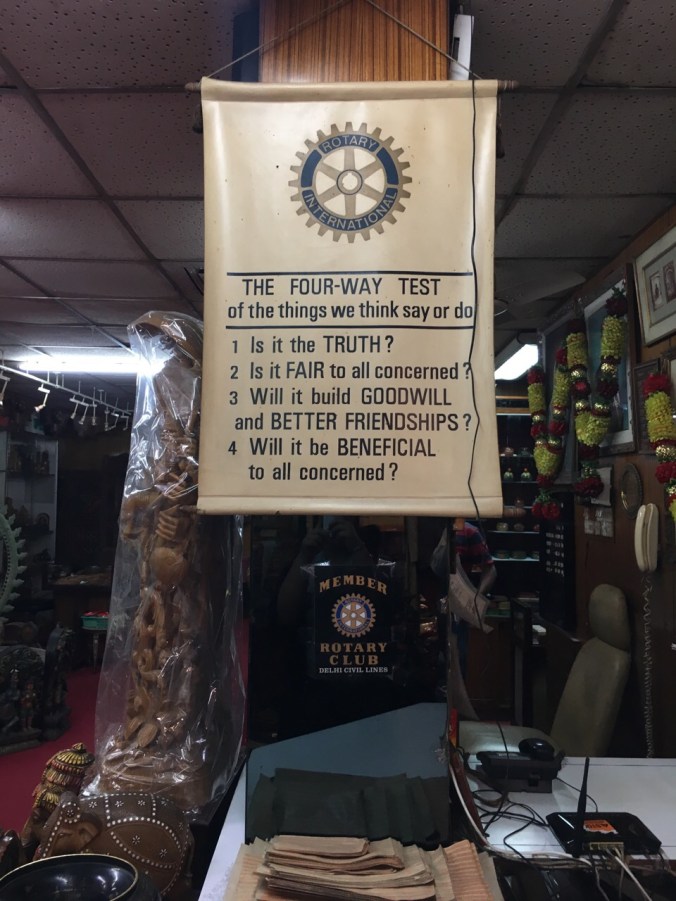 ROTARY
INTERNATIONAL
THE FOUR-WAY TEST
of the things we think say or do
1 Is it the TRUTH?
2 Is it FAIR to all concerned?
3 Will it build GOODWILL
and BETTER FRIENDSHIPS?
4 Will it be BENEFICIAL
to all concerned?
MEMBER
ROTARY
CLUB
DELHI CIVIL LINES